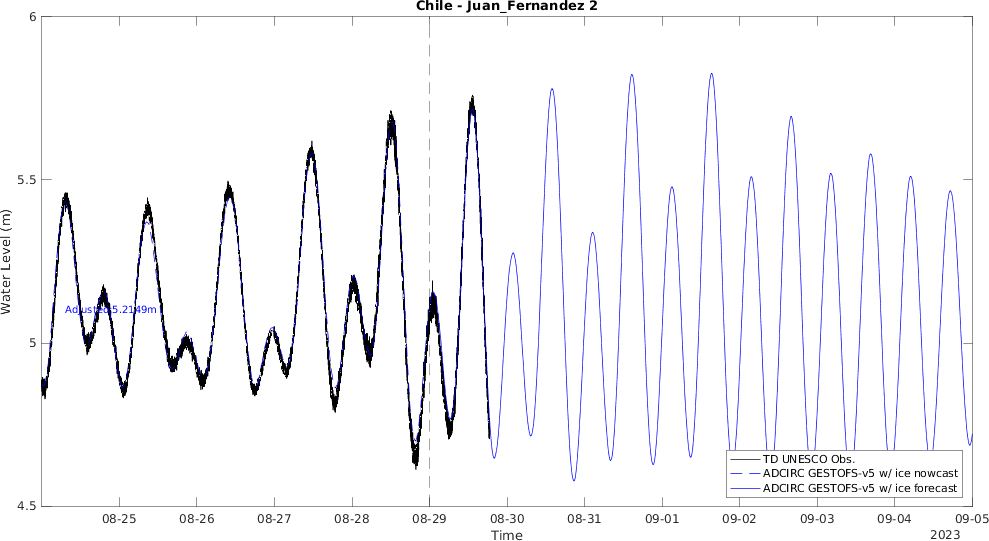 Chile - Juan_Fernandez 2
6
5.5
5
4.5
Water Level (m)
Adjusted 5.2149m
TD UNESCO Obs.
ADCIRC GESTOFS-v5 w/ ice nowcast
ADCIRC GESTOFS-v5 w/ ice forecast
08-25 08-26 08-27 08-28 08-29 08-30 08-31 09-01 09-02 09-03 09-04 09-05
Time
2023